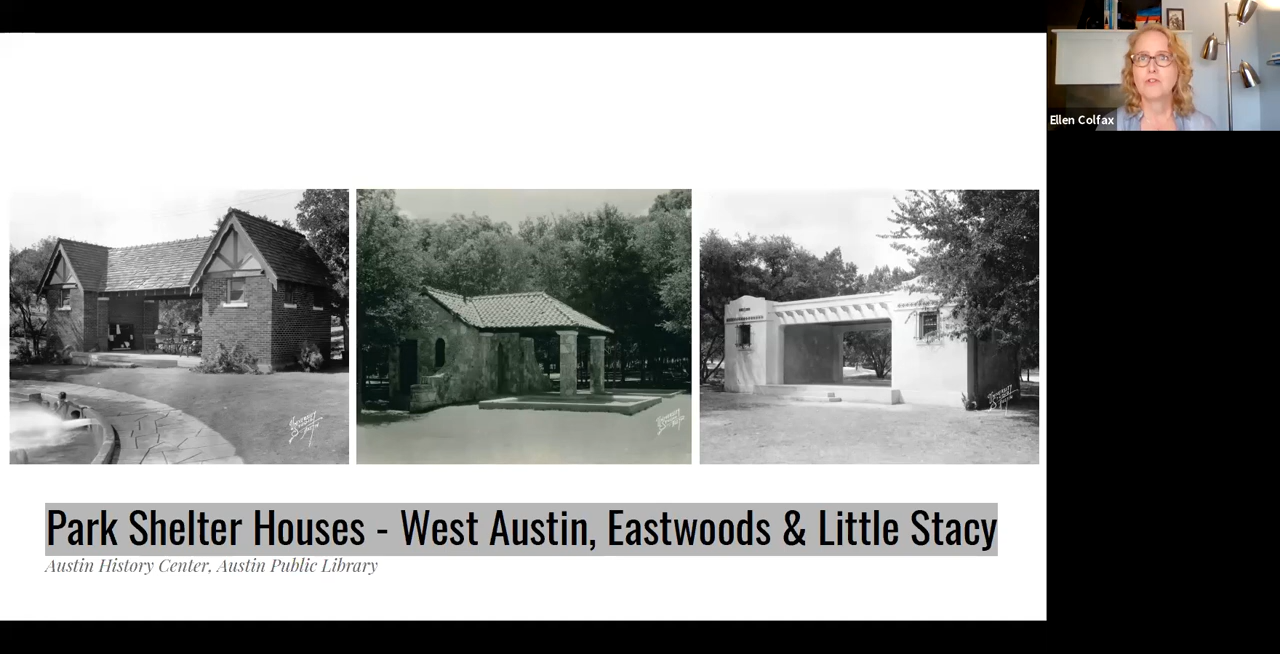 Ellen Colfax
Park Shelter Houses - West Austin, Eastwoods & Little Stacy
Austin History Center, Austin Public Library